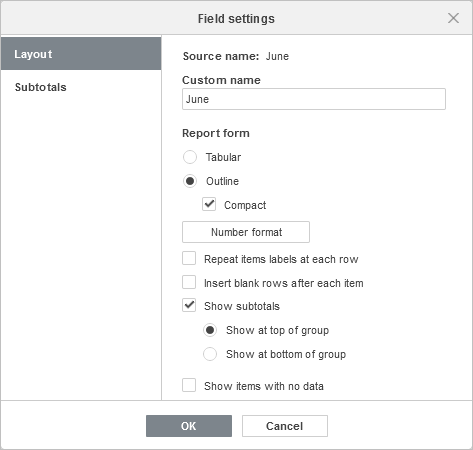 Field settings
Layout
Subtotals
Source name: June
Custom name
June
Report form
Tabular
Outline
Compact
Number format
Repeat items labels at each row
Insert blank rows after each item
Show subtotals
Show at top of group
Show at bottom of group
Show items with no data
OK
Cancel